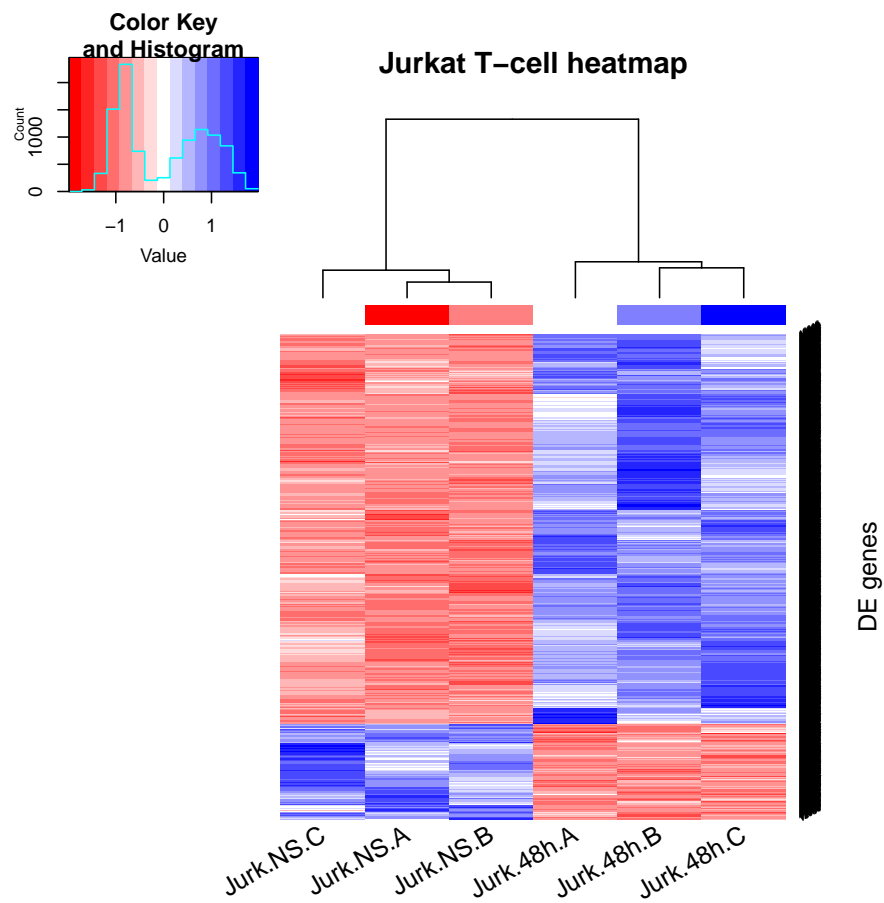 Color Key
and Histogram
Count
0
1000
−1
0
1
Value
Jurkat T−cell heatmap
DE genes
Jurk.NS.C
Jurk.NS.A
Jurk.NS.B
Jurk.48h.A
Jurk.48h.B
Jurk.48h.C